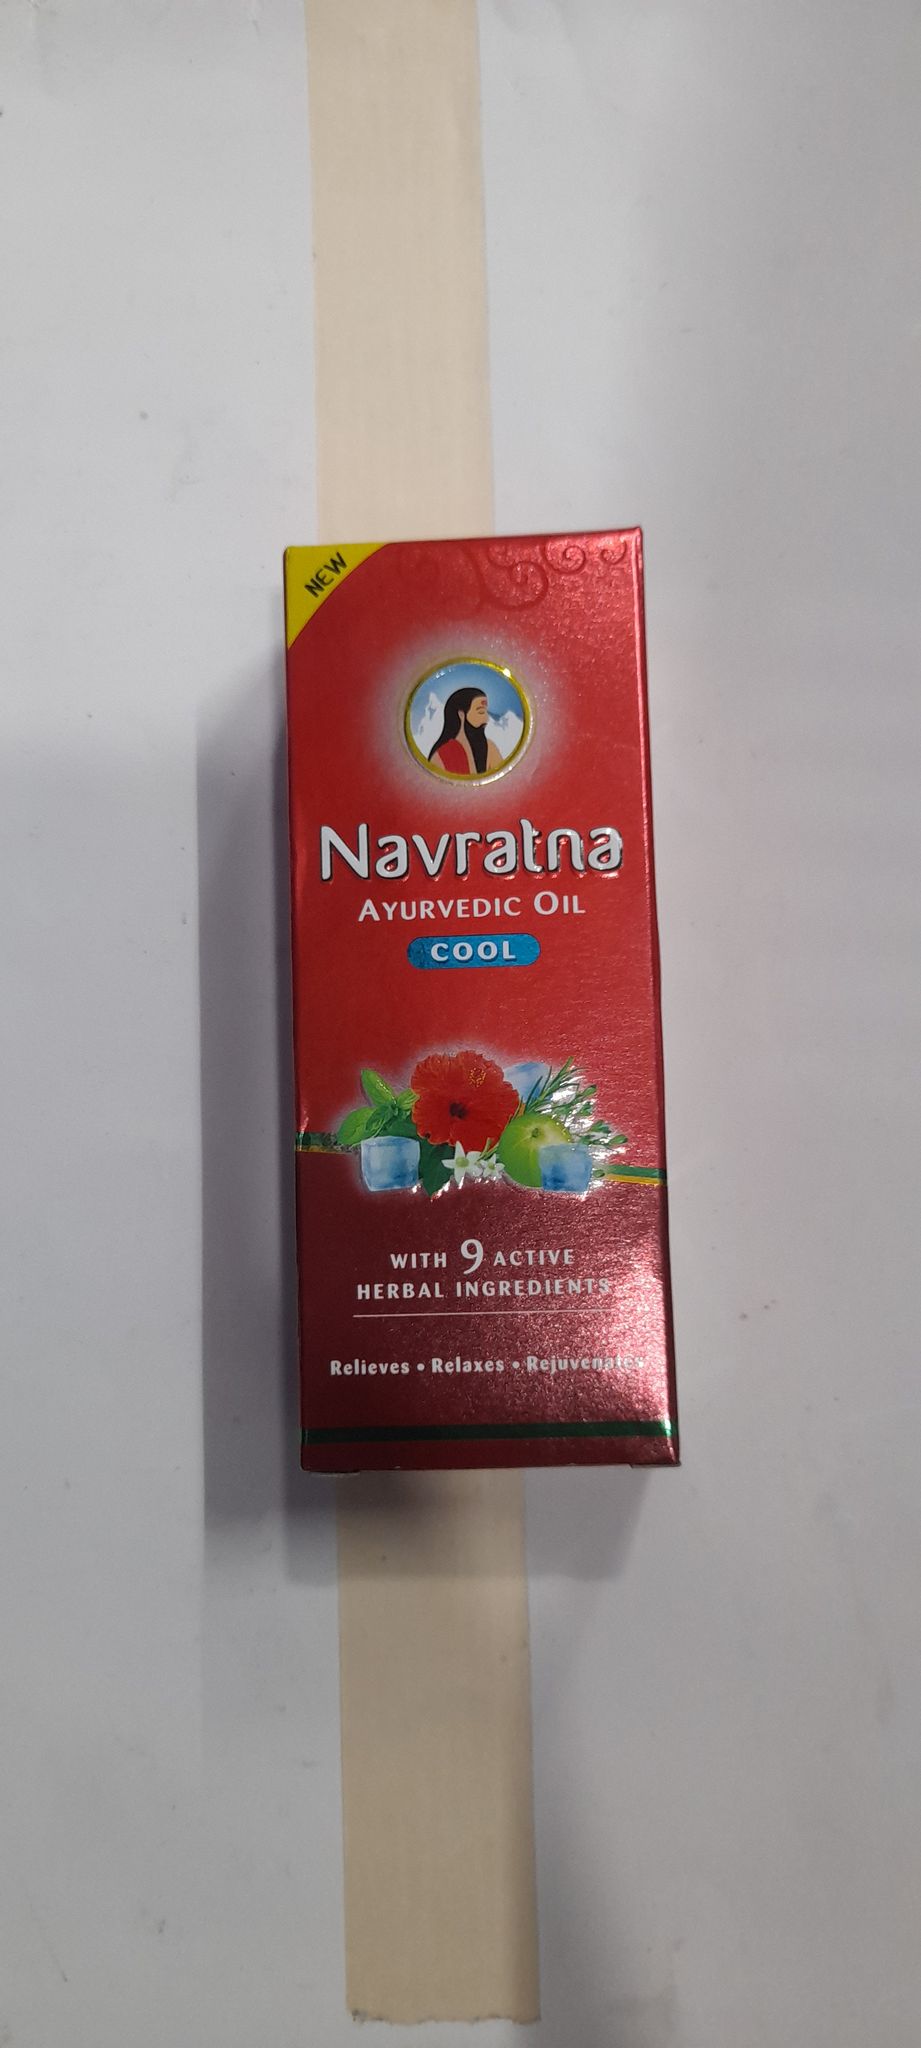 NEW
Navratna
AYURVEDIC OIL
COOL
WITH 9 ACTIVE
HERBAL INGREDIENTS
Relieves • Relaxes • Rejuvenates